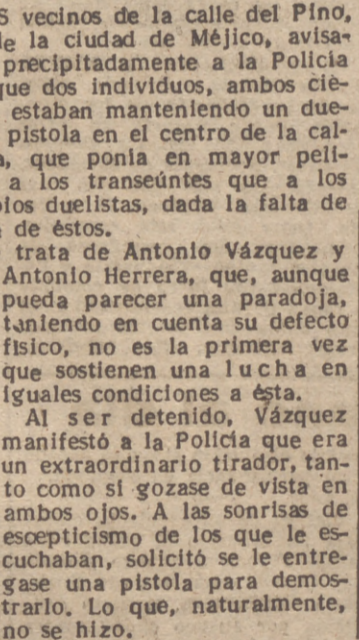 S vecinos de la calle del Pino,
de la ciudad de Méjico, avisa-
precipitadamente a la Policía
que dos individuos, ambos cie-
estaban manteniendo un due-
pistola en el centro de la cal-
que ponía en mayor peli-
a los transeúntes que a los
duelistas, dada la falta de
de éstos.
trata de Antonio Vázquez y
Antonio Herrera, que, aunque
pueda parecer una paradoja,
teniendo en cuenta su defecto
físico, no es la primera vez
que sostienen una lucha en
iguales condiciones a ésta.
Al ser detenido, Vázquez
manifestó a la Policía que era
un extraordinario tirador, tan-
to como si gozase de vista en
ambos ojos. A las sonrisas de
escepticismo de los que le es-
cuchaban, solicitó se le entre-
gase una pistola para demos-
trarlo. Lo que, naturalmente,
no se hizo.